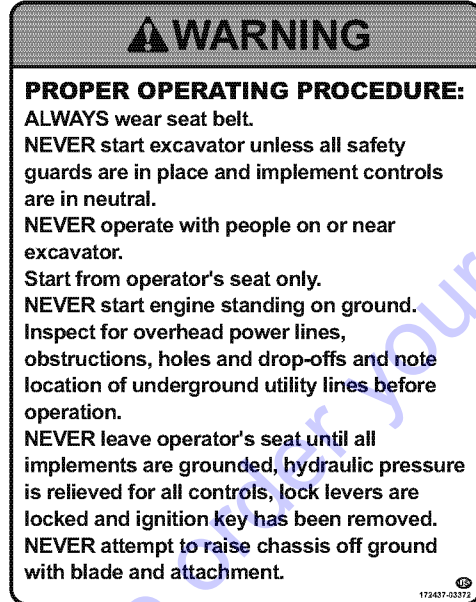 WARNING
PROPER OPERATING PROCEDURE:
ALWAYS wear seat belt.
NEVER start excavator unless all safety
guards are in place and implement controls
are in neutral.
NEVER operate with people on or near
excavator.
Start from operator's seat only.
NEVER start engine standing on ground.
Inspect for overhead power lines,
obstructions, holes and drop-offs and note
location of underground utility lines before
operation.
NEVER leave operator's seat until all
implements are grounded, hydraulic pressure
is relieved for all controls, lock levers are
locked and ignition key has been removed.
NEVER attempt to raise chassis off ground
with blade and attachment.
US
172437-03372
order your